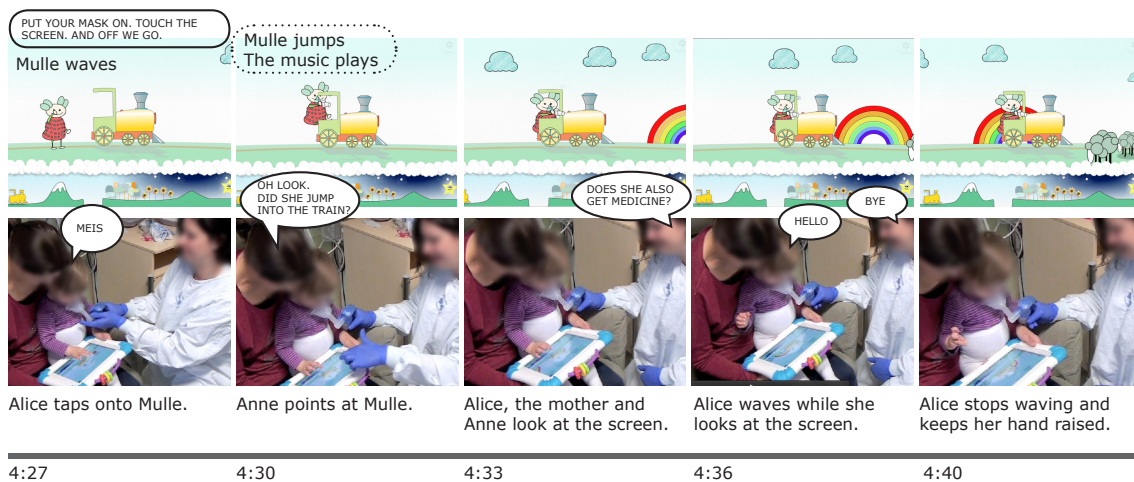 PUT YOUR MASK ON. TOUCH THE
SCREEN. AND OFF WE GO.
Mulle waves
Mulle jumps
The music plays
MEIS
OH LOOK.
DID SHE JUMP
INTO THE TRAIN?
DOES SHE ALSO
GET MEDICINE?
HELLO
BYE
Alice taps onto Mulle.
Anne points at Mulle.
Alice, the mother and
Anne look at the screen.
Alice waves while she
looks at the screen.
Alice stops waving and
keeps her hand raised.
4:27
4:30
4:33
4:36
4:40